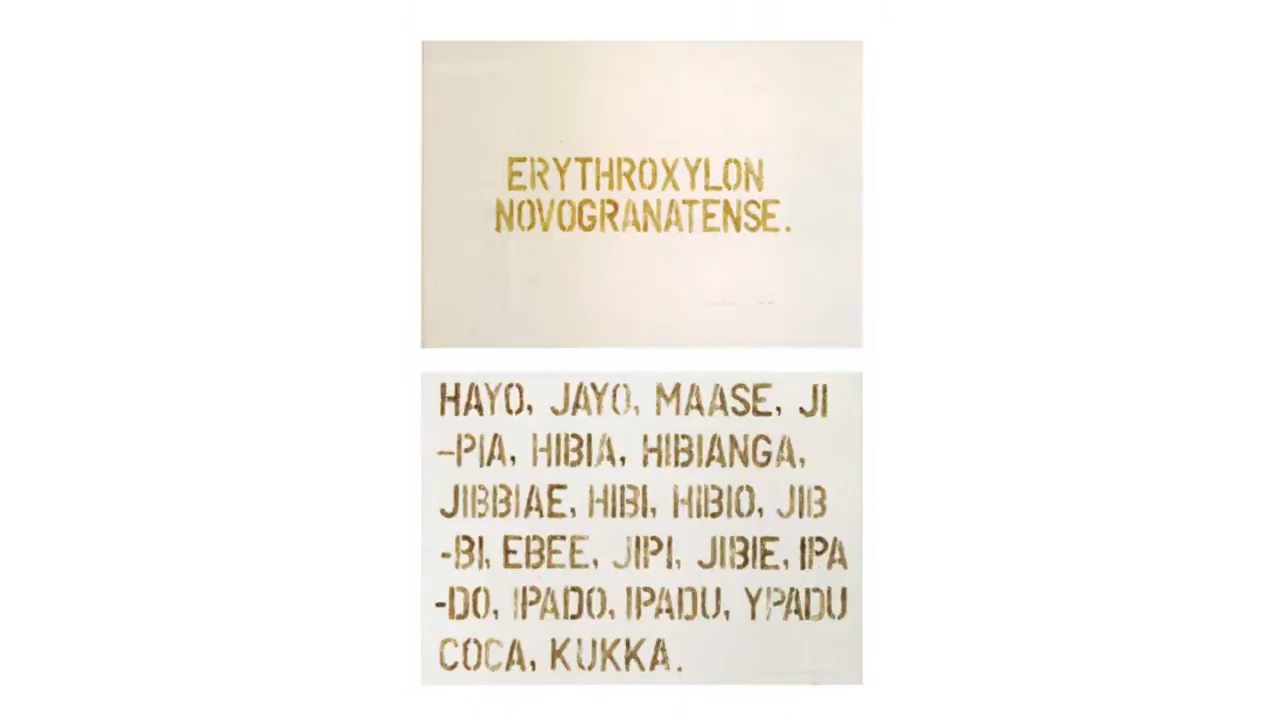 ERYTHROXYLON
NOVOGRANATENSE.
HAYO, JAYO, MAASE, JI
-PIA, HIBIA, HIBIANGA,
JIBBIAE, HIBI, HIBIO, JIB
-BI, EBEE, JIPI, JIBIE, IPA
-DO, IPADO, IPADU, YPADU
COCA, KUKKA.